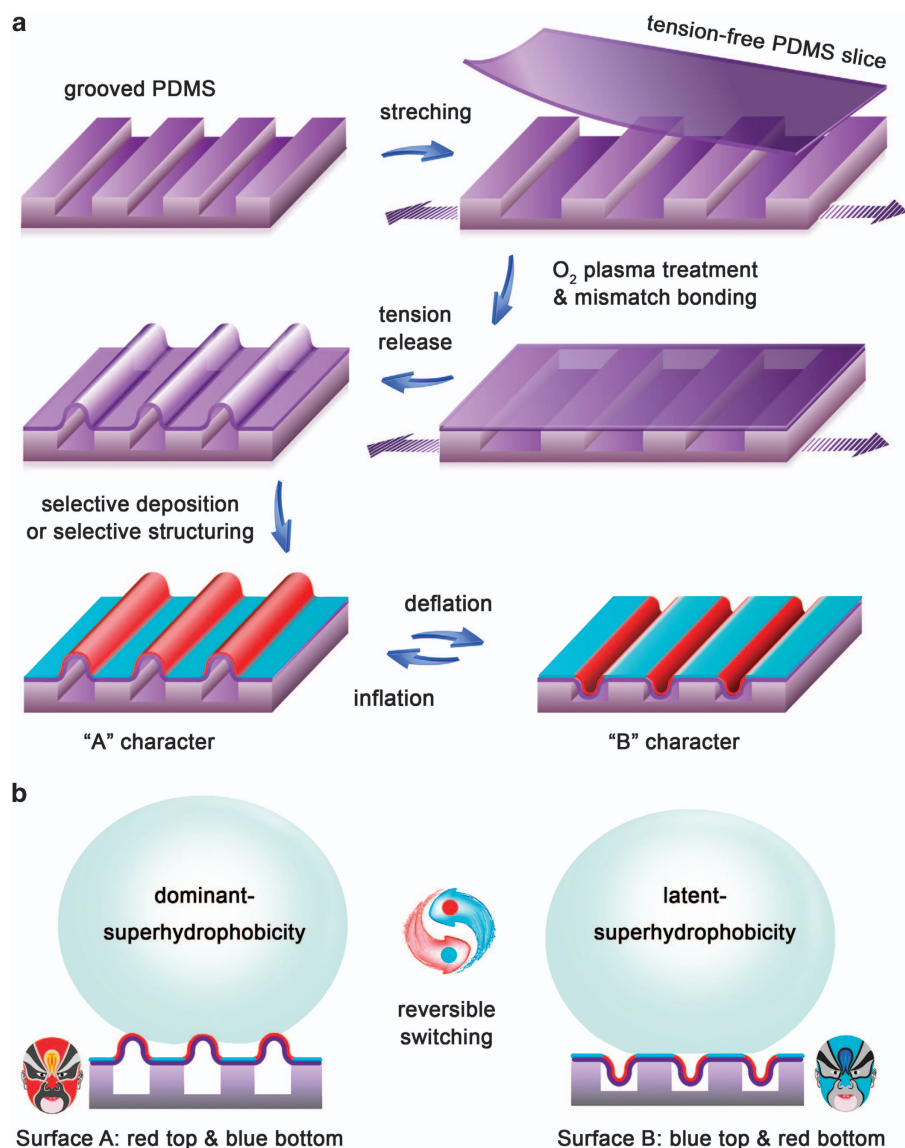 a
tension-free PDMS slice
grooved PDMS
streching
O₂ plasma treatment
& mismatch bonding
tension
release
selective deposition
or selective structuring
deflation
inflation
“A” character
“B” character
b
dominant-
superhydrophobicity
latent-
superhydrophobicity
reversible
switching
Surface A: red top & blue bottom
Surface B: blue top & red bottom